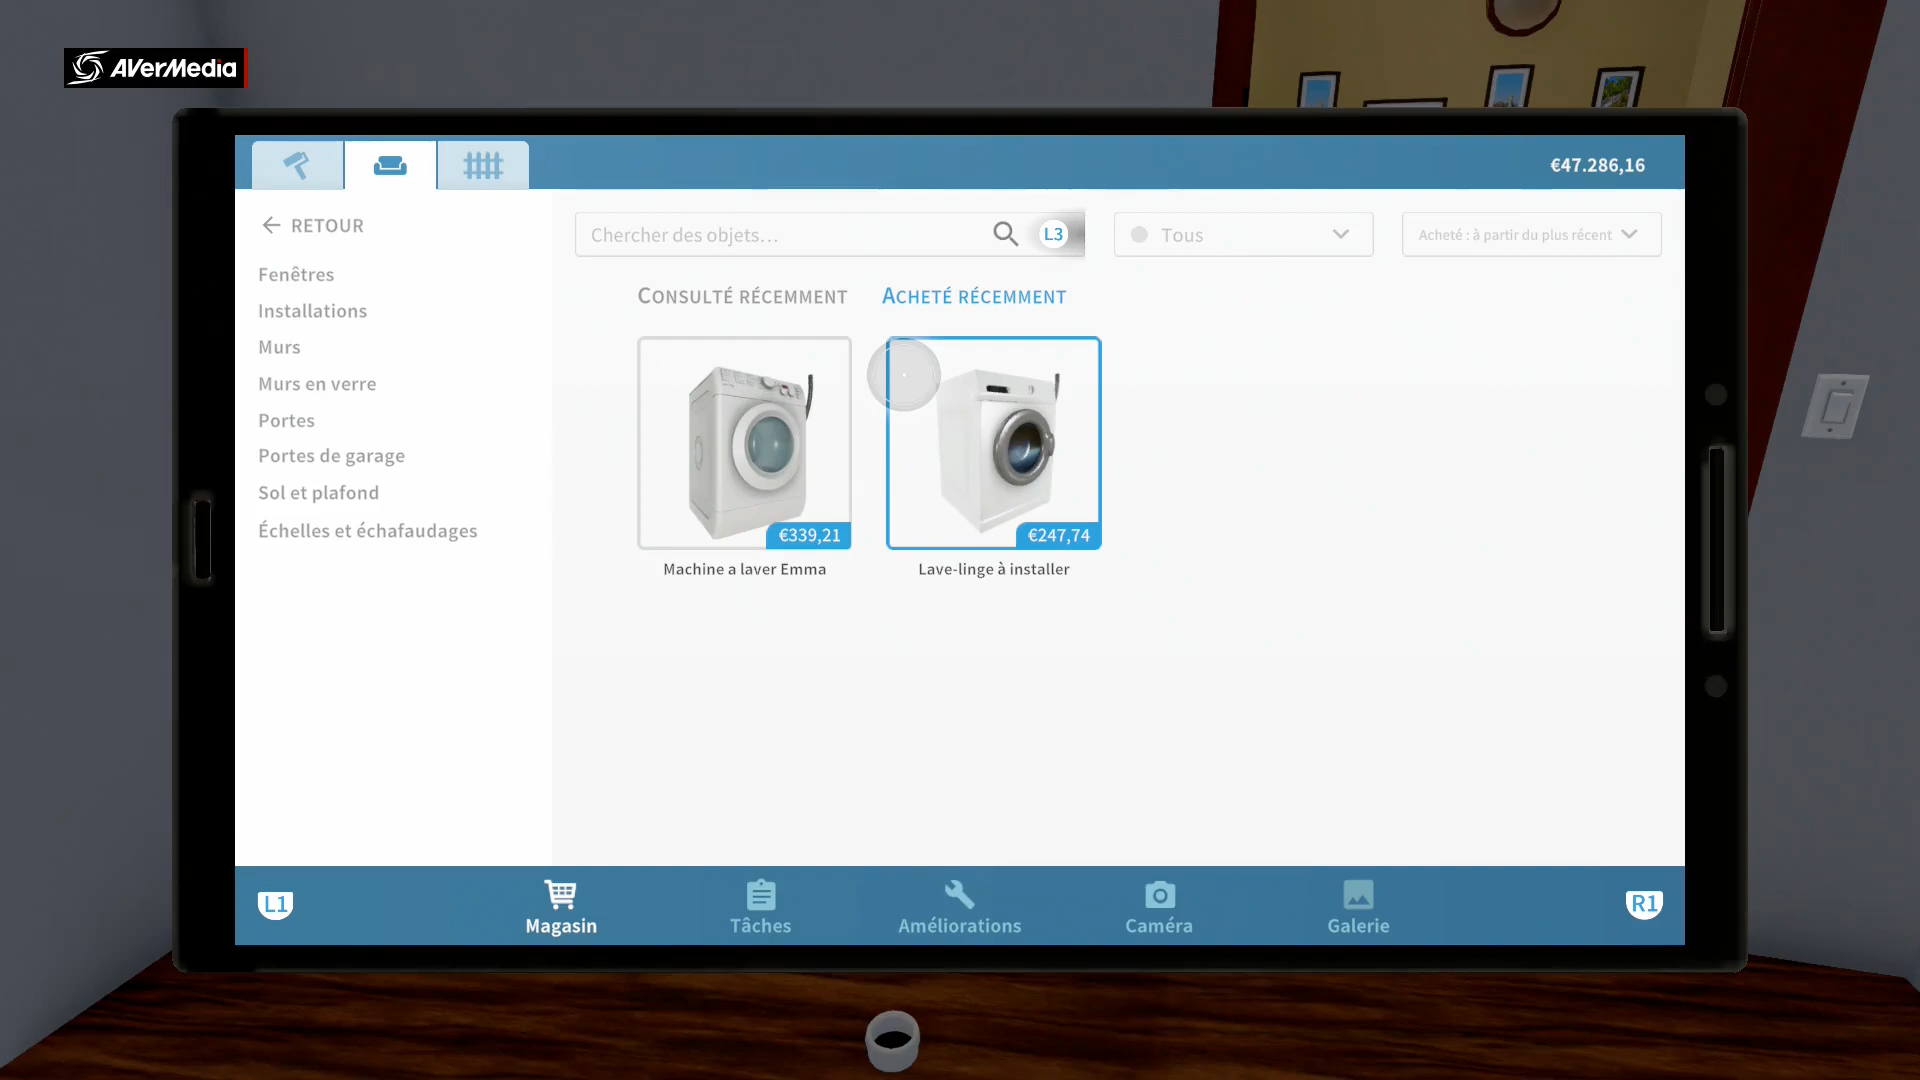 AVerMedia
€47.286,16
RETOUR
Chercher des objets...
L3
Tous
Acheté : à partir du plus récent
Fenêtres
Installations
Murs
Murs en verre
Portes
Portes de garage
Sol et plafond
Échelles et échafaudages
CONSULTÉ RÉCEMMENT
ACHETÉ RÉCEMMENT
€339,21
€247,74
Machine a laver Emma
Lave-linge à installer
L1
Magasin
Tâches
Améliorations
Caméra
Galerie
R1